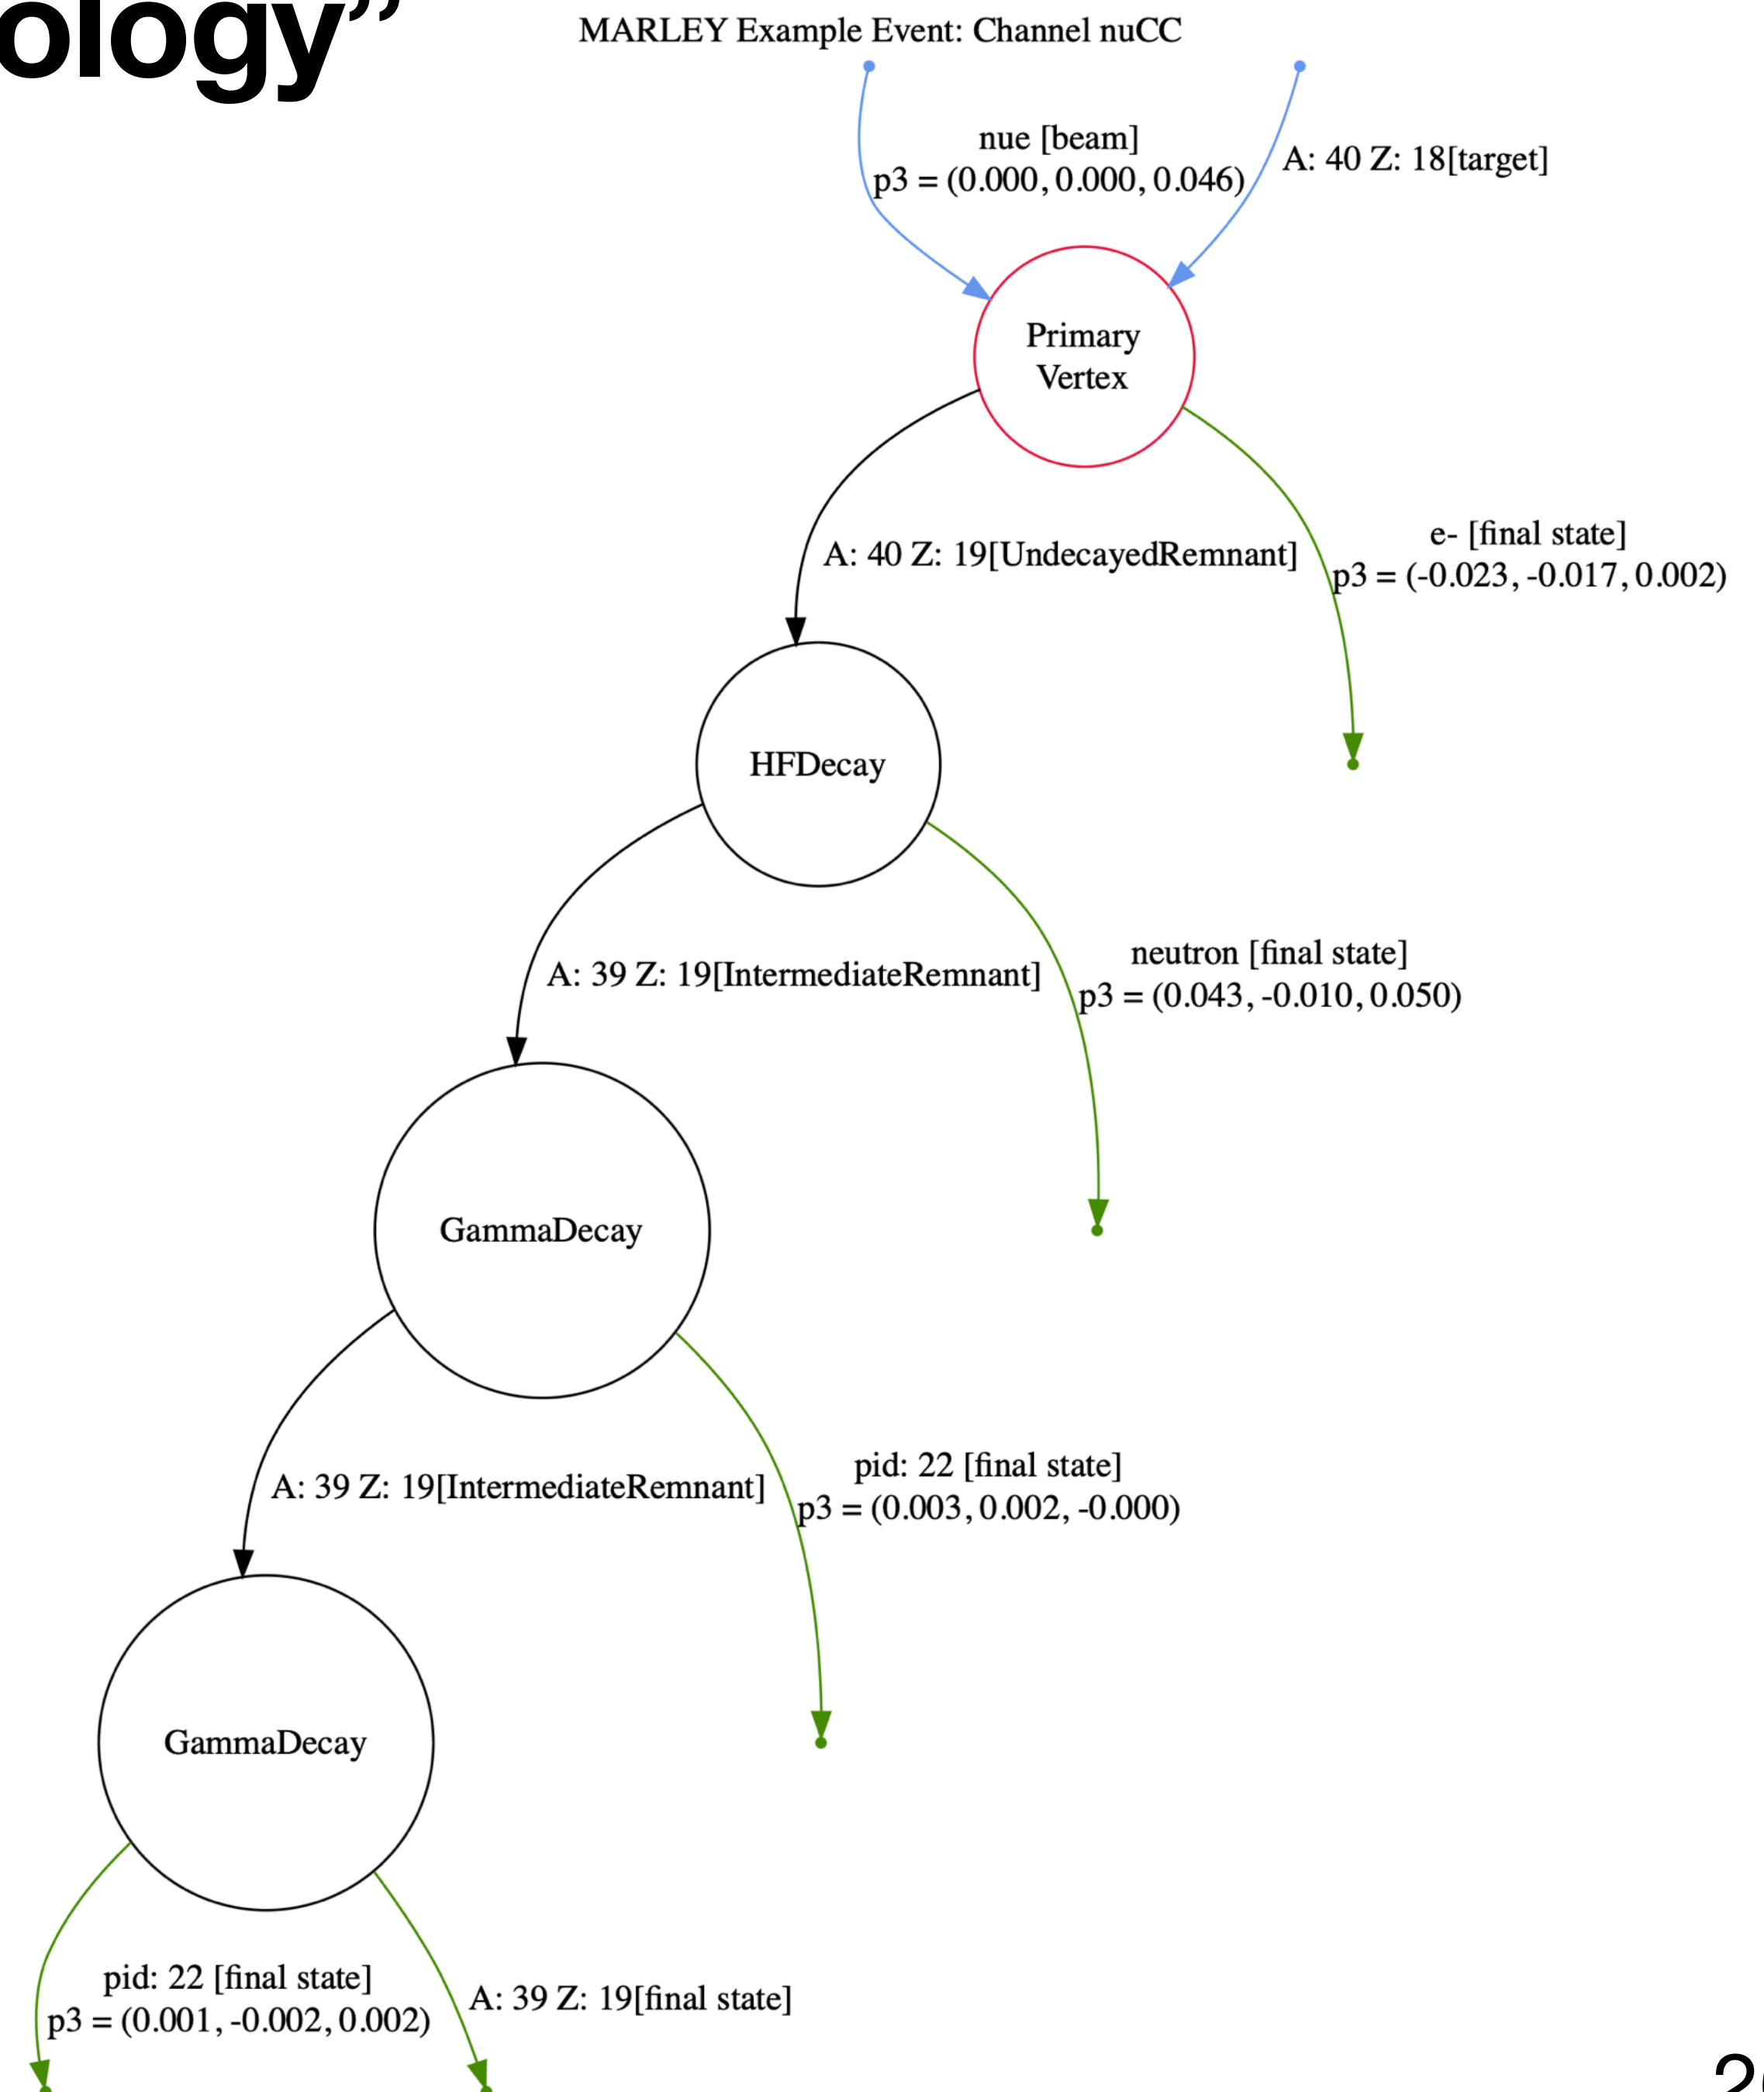 ology”
MARLEY Example Event: Channel nuCC
nue [beam]
p3 = (0.000, 0.000, 0.046)
A: 40 Z: 18[target]
Primary
Vertex
A: 40 Z: 19[UndecayedRemnant]
e- [final state]
p3 = (-0.023, -0.017, 0.002)
HFDecay
A: 39 Z: 19[IntermediateRemnant]
neutron [final state]
p3 = (0.043, -0.010, 0.050)
GammaDecay
A: 39 Z: 19[IntermediateRemnant]
pid: 22 [final state]
p3 = (0.003, 0.002, -0.000)
GammaDecay
pid: 22 [final state]
p3 = (0.001, -0.002, 0.002)
A: 39 Z: 19[final state]